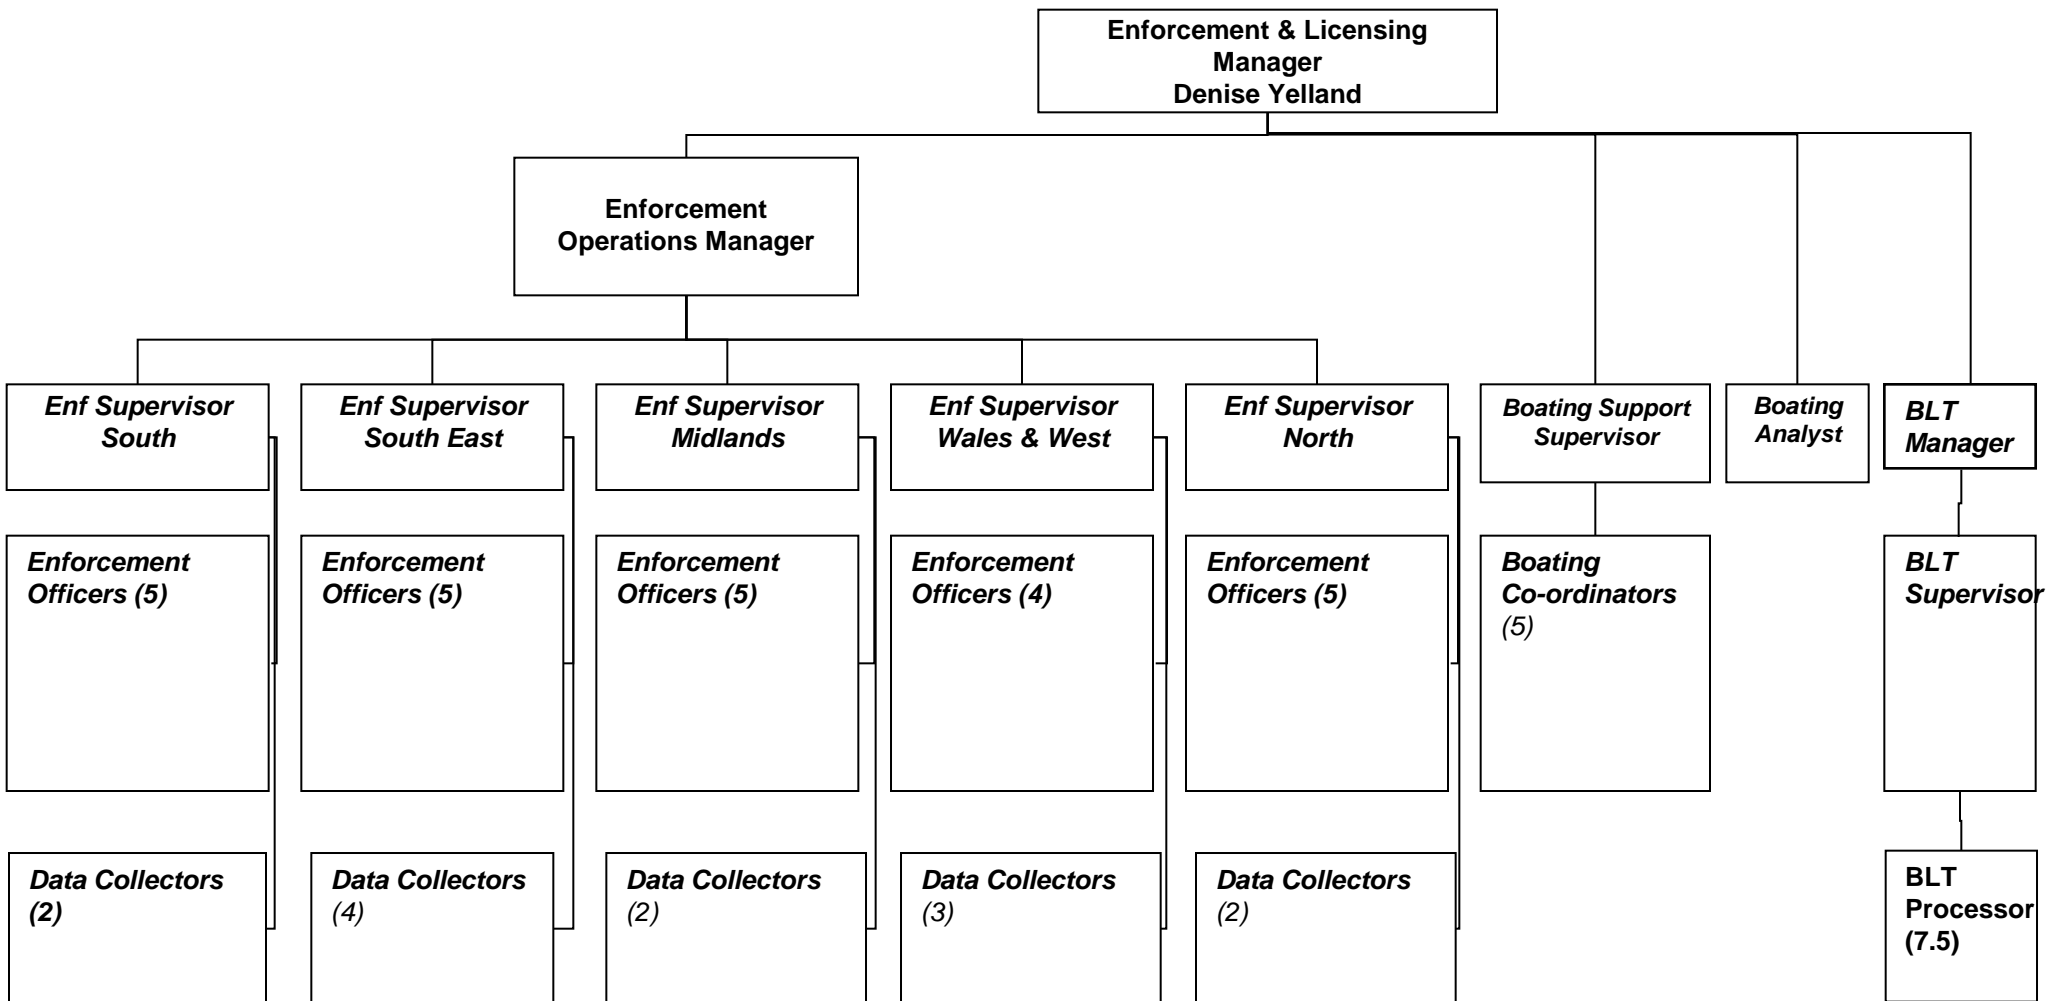 Enforcement & Licensing
Manager
Denise Yelland
Enforcement
Operations Manager
Enf Supervisor
South
Enf Supervisor
South East
Enf Supervisor
Midlands
Enf Supervisor
Wales & West
Enf Supervisor
North
Boating Support
Supervisor
Boating
Analyst
BLT
Manager
Enforcement
Officers (5)
Enforcement
Officers (5)
Enforcement
Officers (5)
Enforcement
Officers (4)
Enforcement
Officers (5)
Boating
Co-ordinators
(5)
BLT
Supervisor
Data Collectors
(2)
Data Collectors
(4)
Data Collectors
(2)
Data Collectors
(3)
Data Collectors
(2)
BLT
Processor
(7.5)